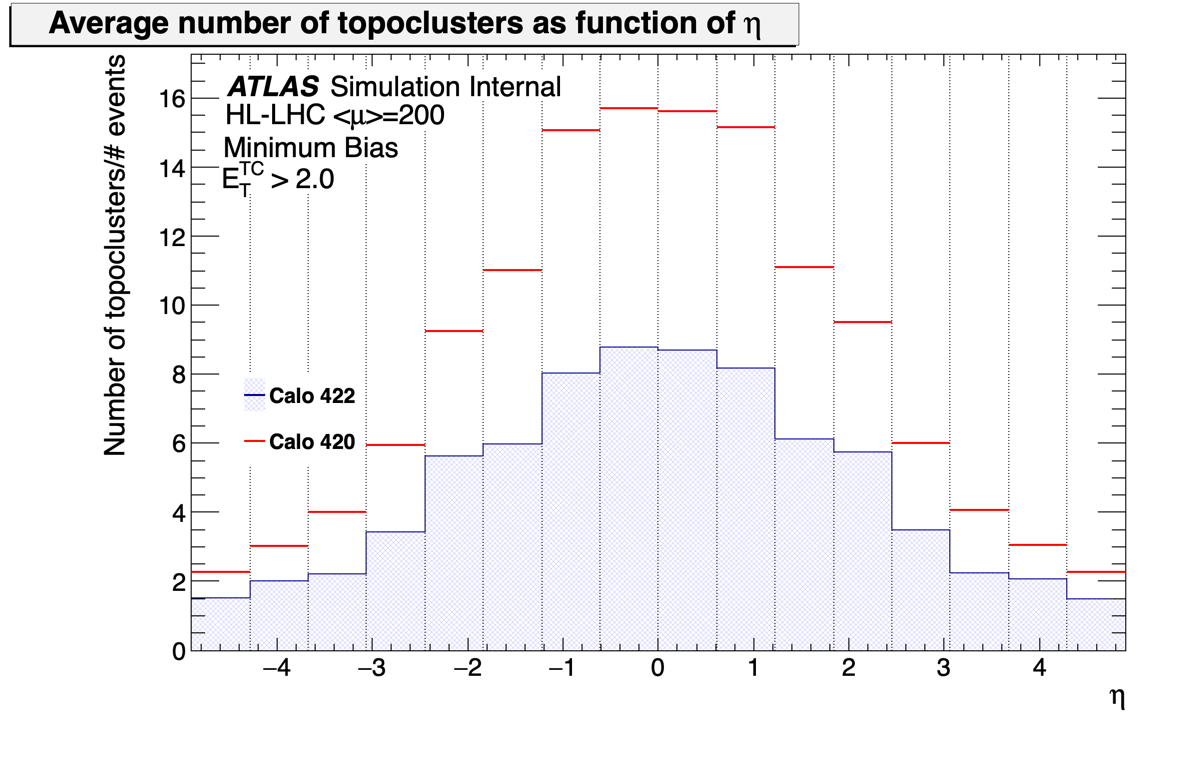 Average number of topoclusters as function of η
Number of topoclusters/# events
ATLAS Simulation Internal
HL-LHC <μ>=200
Minimum Bias
E_T^TC > 2.0
16
14
12
10
8
6
4
2
0
Calo 422
Calo 420
−4 −3 −2 −1 0 1 2 3 4
η